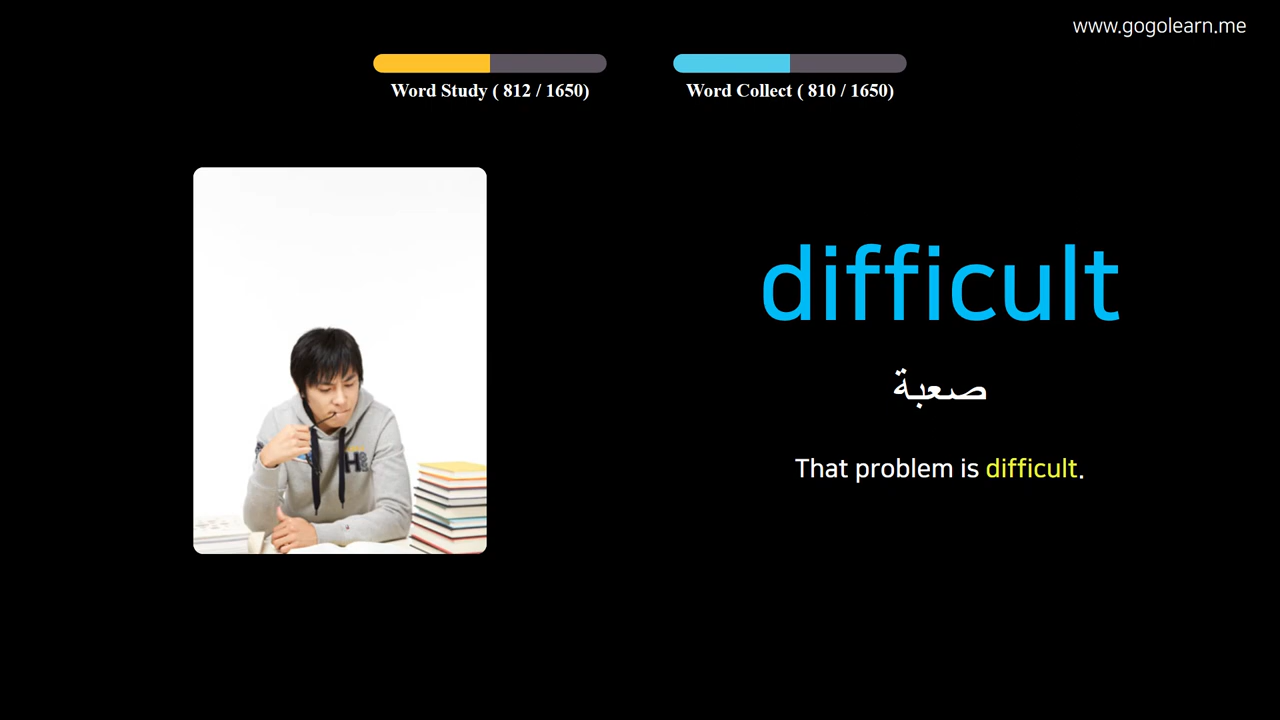 www.gogolearn.me
Word Study ( 812 / 1650)
Word Collect ( 810 / 1650)
difficult
صعبة
That problem is difficult.